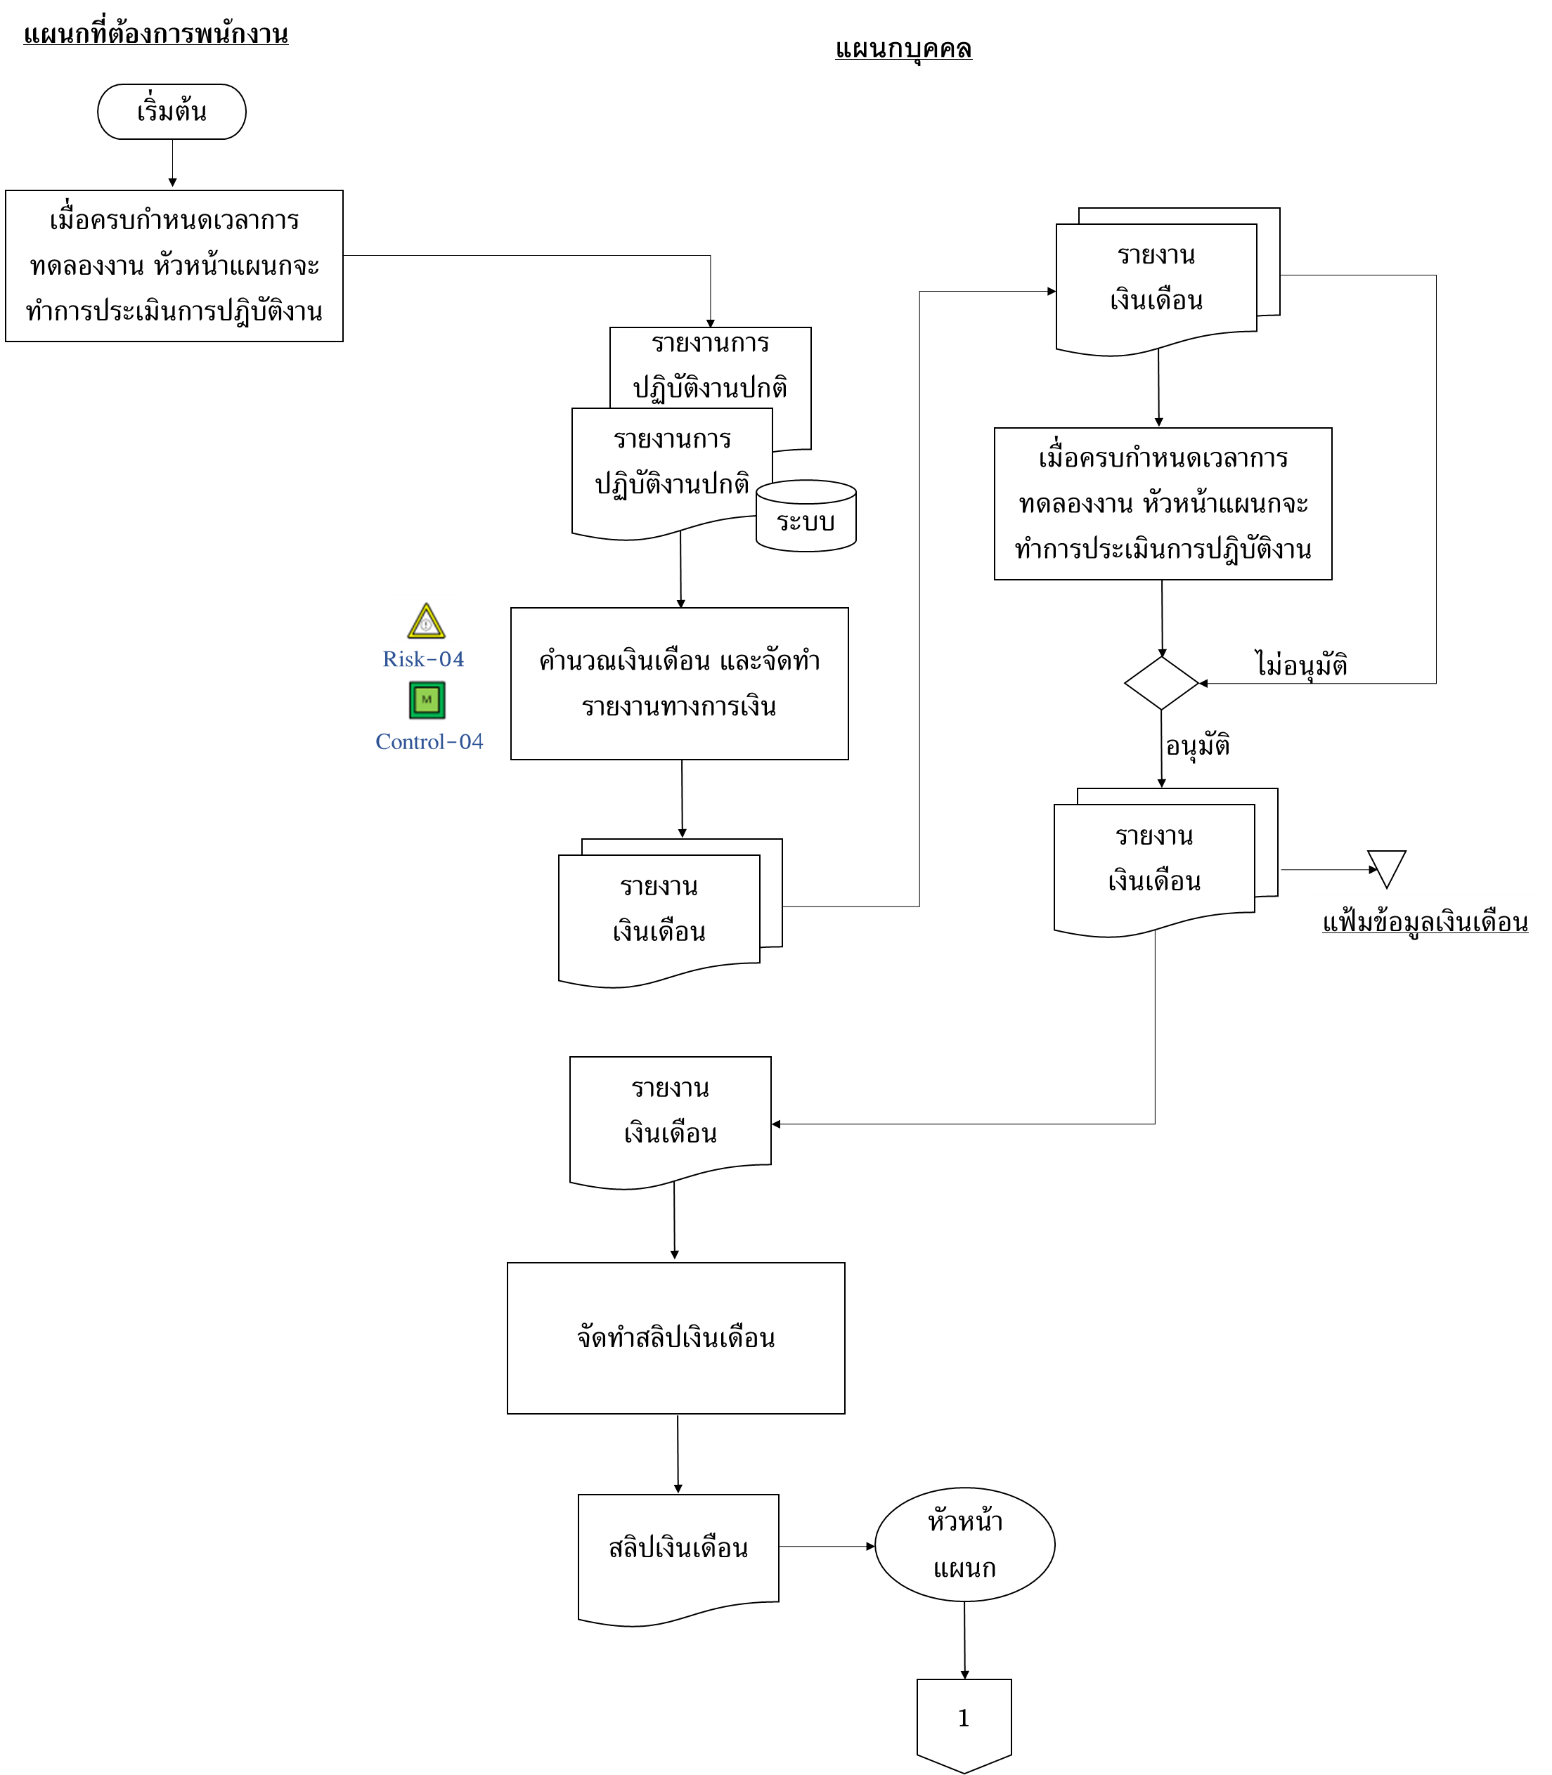 แผนกที่ต้องการพนักงาน
แผนกบุคคล
เริ่มต้น
เมื่อครบกำหนดเวลาการ
ทดลองงาน หัวหน้าแผนกจะ
ทำการประเมินการปฎิบัติงาน
รายงานการ
ปฏิบัติงานปกติ
รายงานการ
ปฏิบัติงานปกติ
ระบบ
Risk-04
M
Control-04
คำนวณเงินเดือน และจัดทำ
รายงานทางการเงิน
รายงาน
เงินเดือน
รายงาน
เงินเดือน
เมื่อครบกำหนดเวลาการ
ทดลองงาน หัวหน้าแผนกจะ
ทำการประเมินการปฎิบัติงาน
ไม่อนุมัติ
อนุมัติ
รายงาน
เงินเดือน
แฟ้มข้อมูลเงินเดือน
รายงาน
เงินเดือน
จัดทำสลิปเงินเดือน
สลิปเงินเดือน
หัวหน้า
แผนก
1